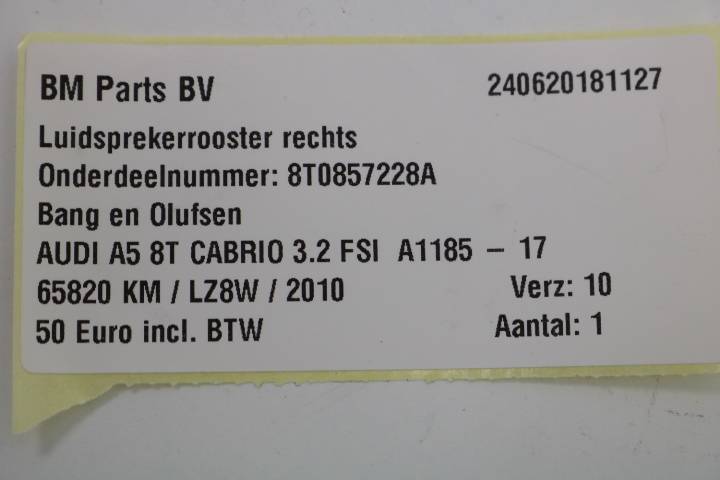 BM Parts BV 240620181127
Luidsprekerrooster rechts
Onderdeelnummer: 8T0857228A
Bang en Olufsen
AUDI A5 8T CABRIO 3.2 FSI A1185 – 17
65820 KM / LZ8W / 2010 Verz: 10
50 Euro incl. BTW Aantal: 1